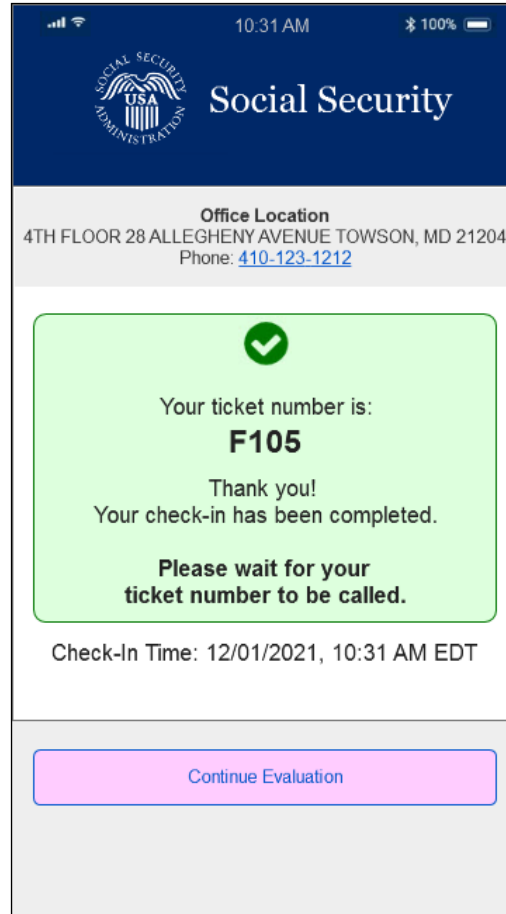 10:31 AM
100%
SOCIAL SECURITY ADMINISTRATION
USA
Social Security
Office Location
4TH FLOOR 28 ALLEGHENY AVENUE TOWSON, MD 21204
Phone: 410-123-1212
Your ticket number is:
F105
Thank you!
Your check-in has been completed.
Please wait for your
ticket number to be called.
Check-In Time: 12/01/2021, 10:31 AM EDT
Continue Evaluation